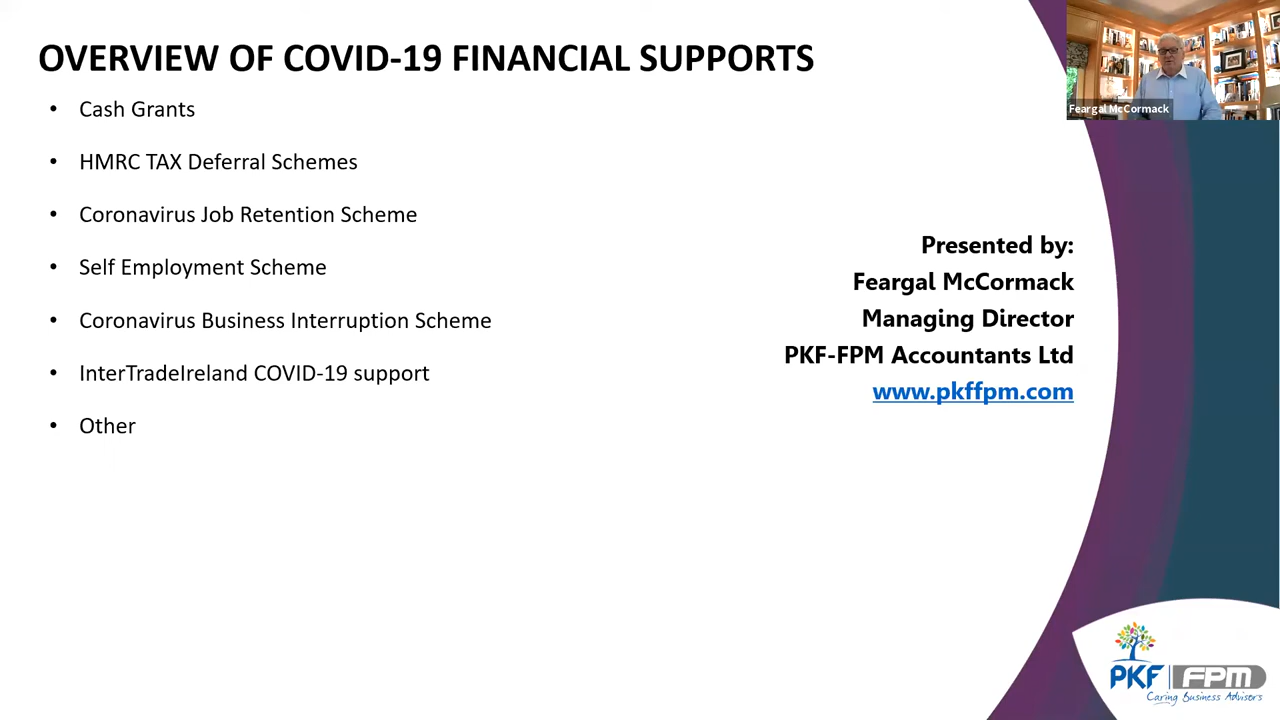 OVERVIEW OF COVID-19 FINANCIAL SUPPORTS
• Cash Grants
• HMRC TAX Deferral Schemes
• Coronavirus Job Retention Scheme
• Self Employment Scheme
• Coronavirus Business Interruption Scheme
• InterTradeIreland COVID-19 support
• Other
Feargal McCormack
Presented by:
Feargal McCormack
Managing Director
PKF-FPM Accountants Ltd
www.pkffpm.com
PKF FPM
Caring Business Advisers